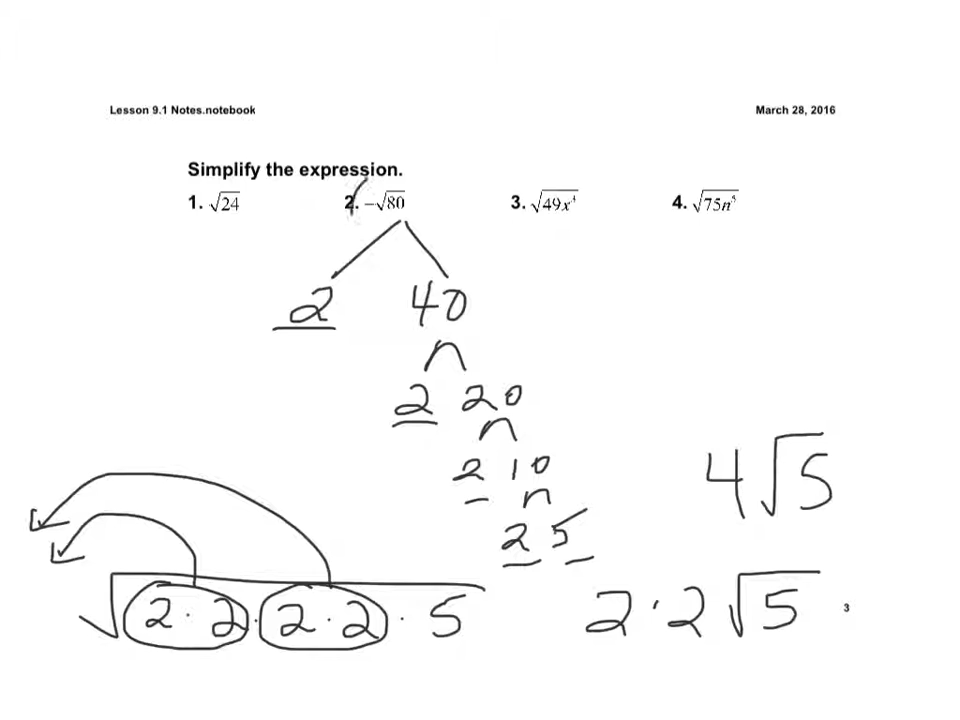 Lesson 9.1 Notes.notebook March 28, 2016
Simplify the expression.
1. √24 2. −√80 3. √49x⁴ 4. √75n⁵
2 40
2 20
2 10
4√5
2 5
√2·2·2·2·5 2·2√5 3